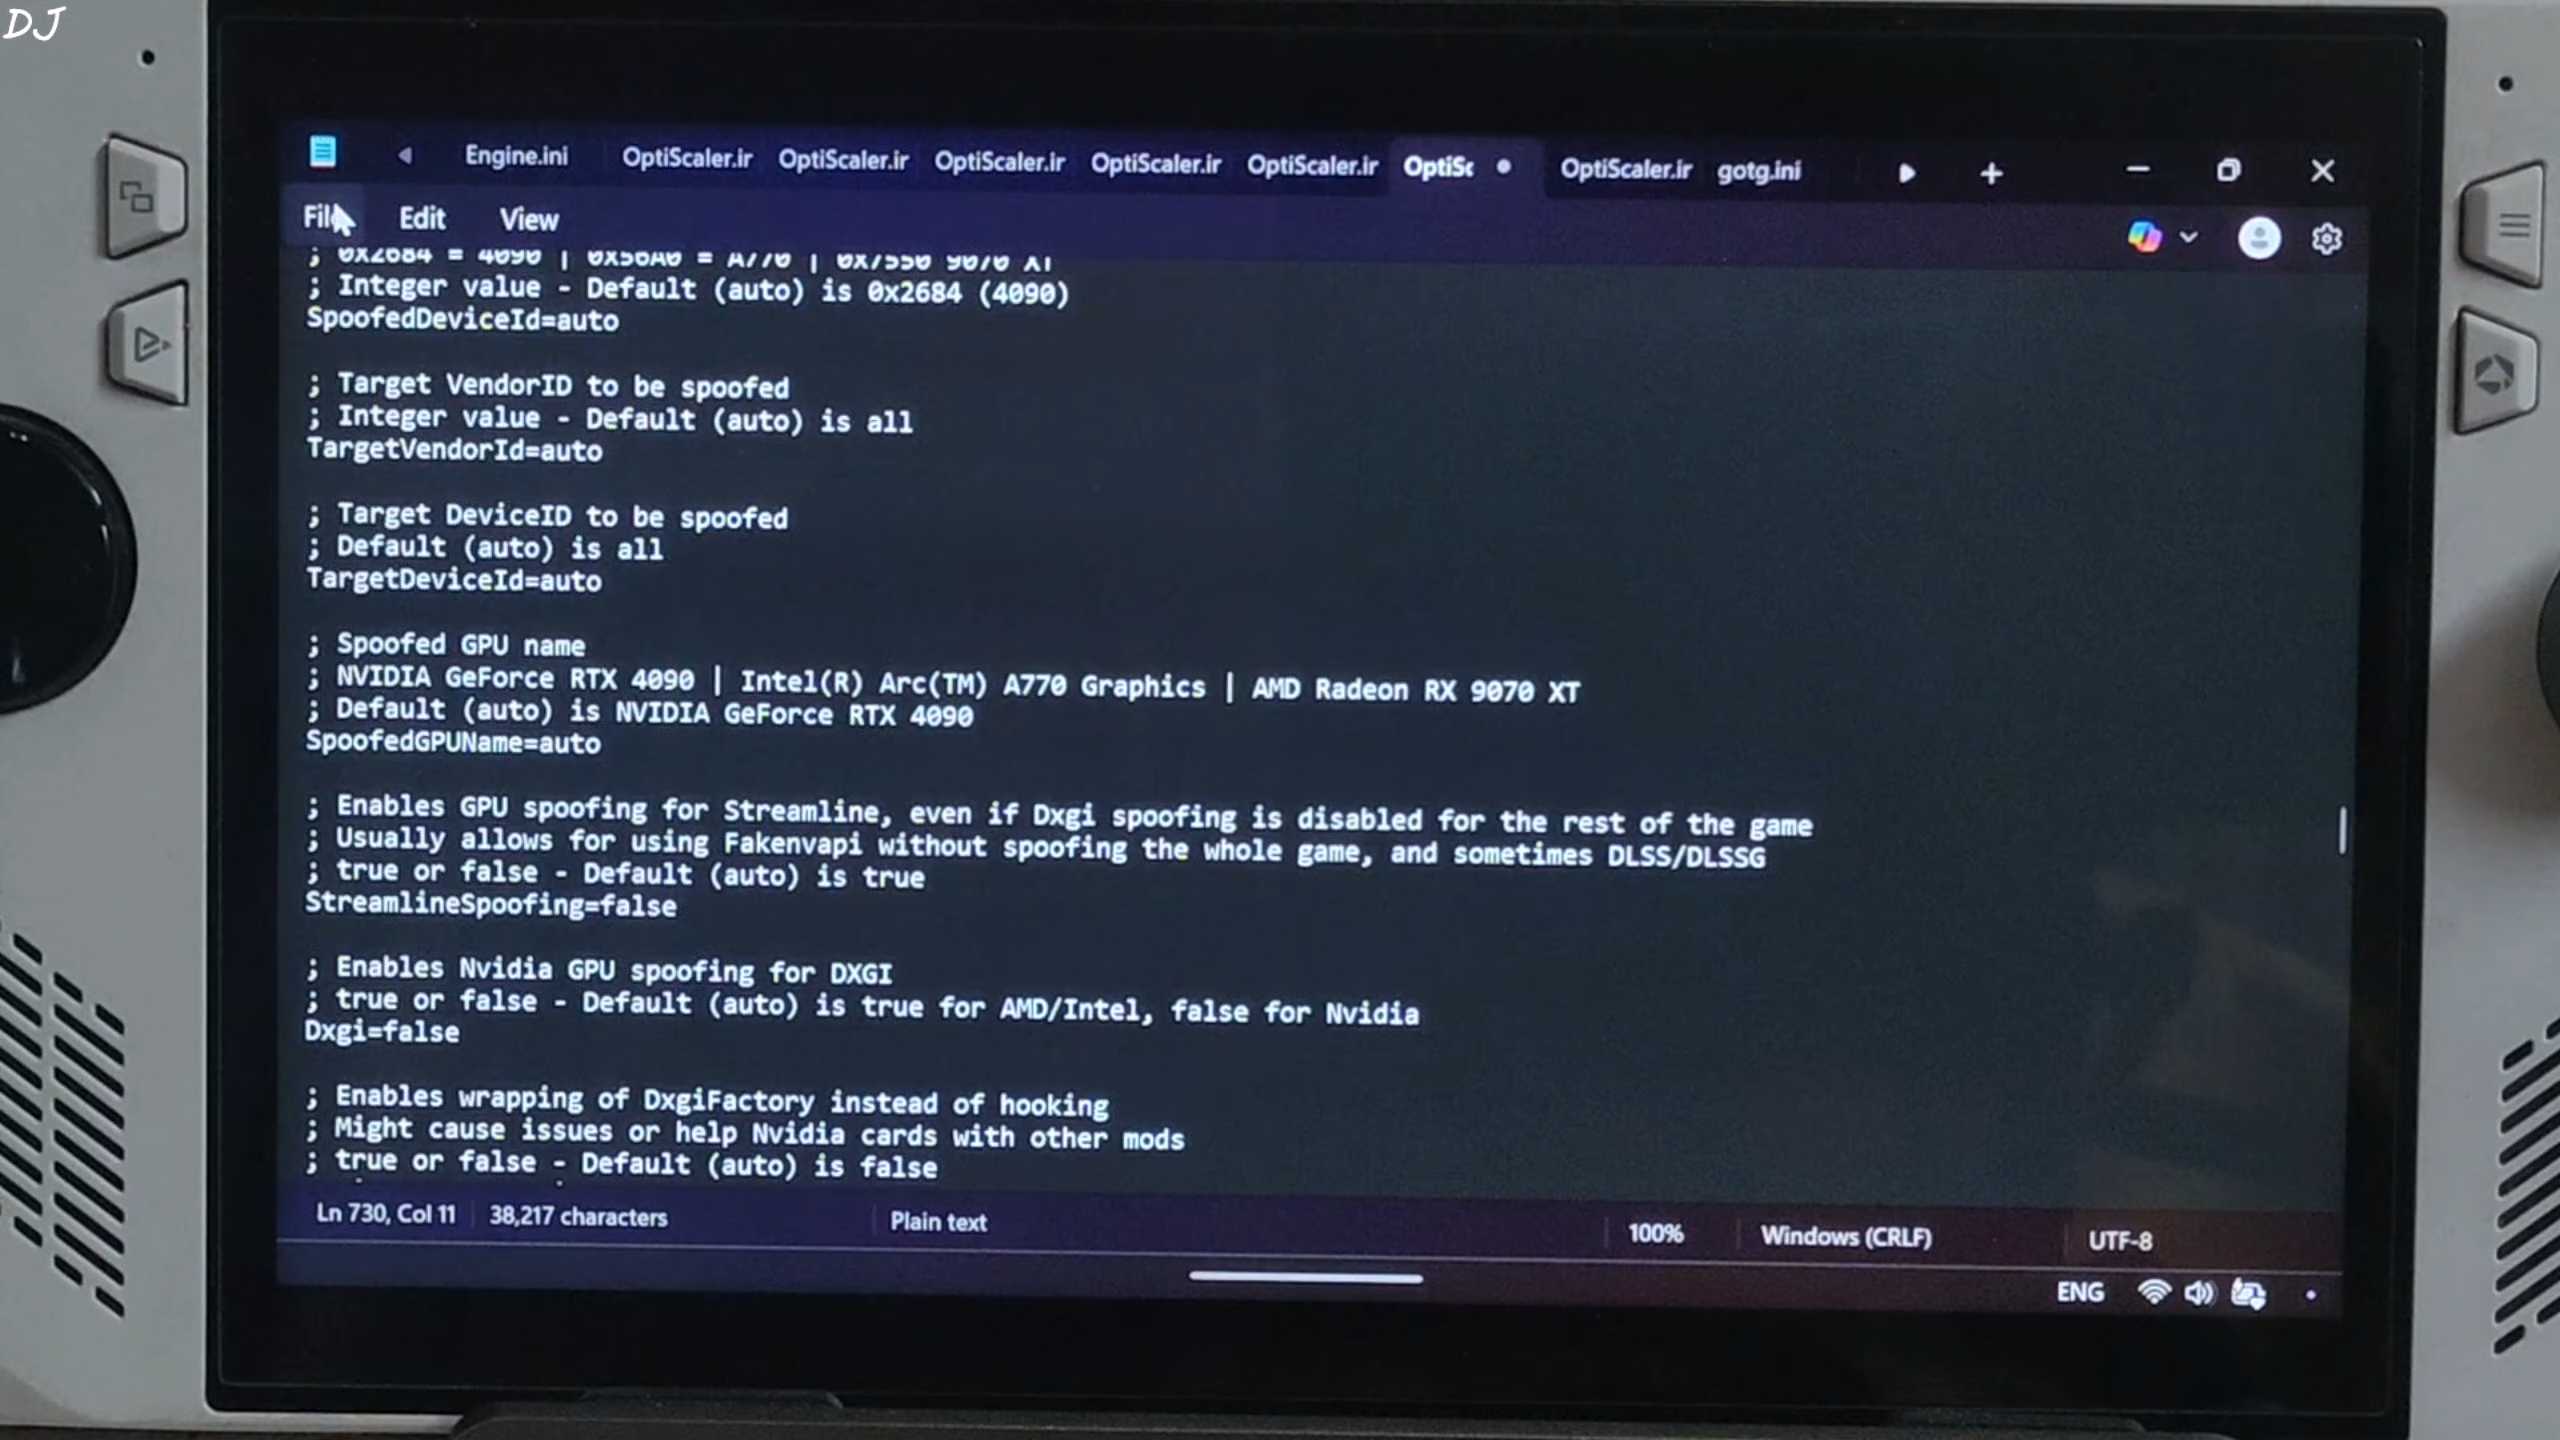 DJ
Engine.ini OptiScaler.ir OptiScaler.ir OptiScaler.ir OptiScaler.ir OptiScaler.ir OptiSc OptiScaler.ir gotg.ini
File Edit View
; 0x2684 = 4090 | 0x56A0 = A770 | 0x7550 9070 XT
; Integer value - Default (auto) is 0x2684 (4090)
SpoofedDeviceId=auto
; Target VendorID to be spoofed
; Integer value - Default (auto) is all
TargetVendorId=auto
; Target DeviceID to be spoofed
; Default (auto) is all
TargetDeviceId=auto
; Spoofed GPU name
; NVIDIA GeForce RTX 4090 | Intel(R) Arc(TM) A770 Graphics | AMD Radeon RX 9070 XT
; Default (auto) is NVIDIA GeForce RTX 4090
SpoofedGPUName=auto
; Enables GPU spoofing for Streamline, even if Dxgi spoofing is disabled for the rest of the game
; Usually allows for using Fakenvapi without spoofing the whole game, and sometimes DLSS/DLSSG
; true or false - Default (auto) is true
StreamlineSpoofing=false
; Enables Nvidia GPU spoofing for DXGI
; true or false - Default (auto) is true for AMD/Intel, false for Nvidia
Dxgi=false
; Enables wrapping of DxgiFactory instead of hooking
; Might cause issues or help Nvidia cards with other mods
; true or false - Default (auto) is false
Ln 730, Col 11 38,217 characters Plain text 100% Windows (CRLF) UTF-8
ENG